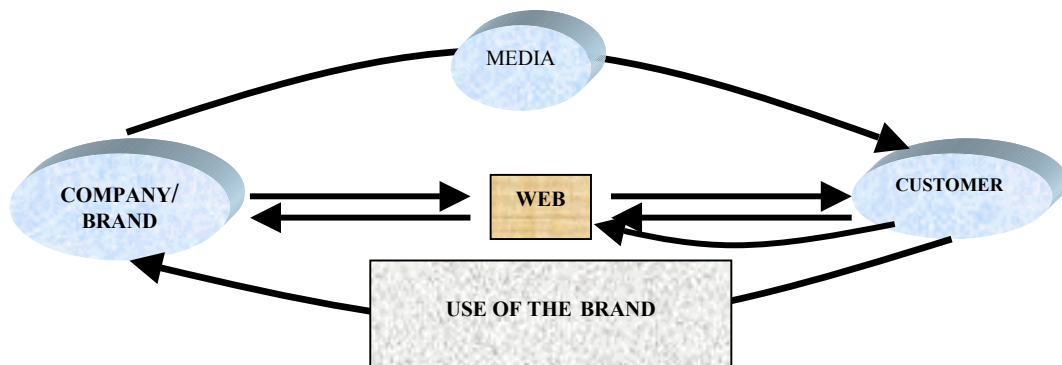 MEDIA
COMPANY/
BRAND
WEB
CUSTOMER
USE OF THE BRAND